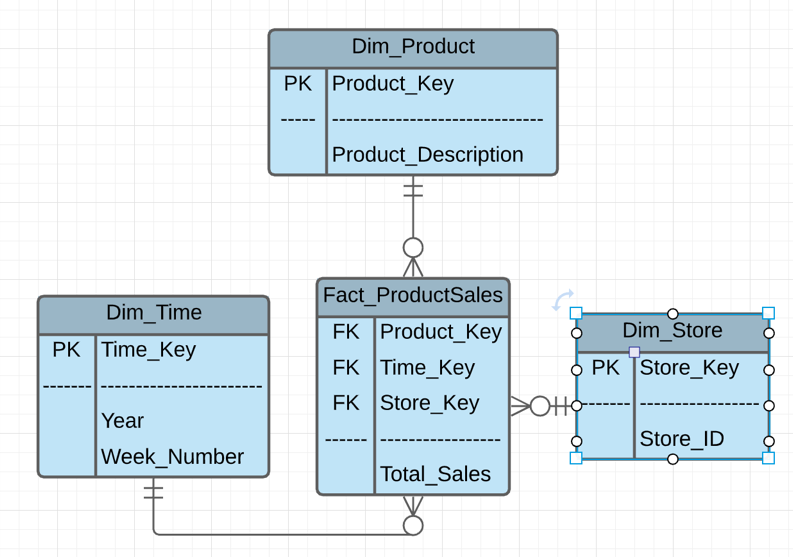 Dim_Product
PK Product_Key
----- ------------------------------
Product_Description
Fact_ProductSales
FK Product_Key
FK Time_Key
FK Store_Key
------ -----------------
Total_Sales
Dim_Time
PK Time_Key
------- -----------------------
Year
Week_Number
Dim_Store
PK Store_Key
------- -----------------
Store_ID